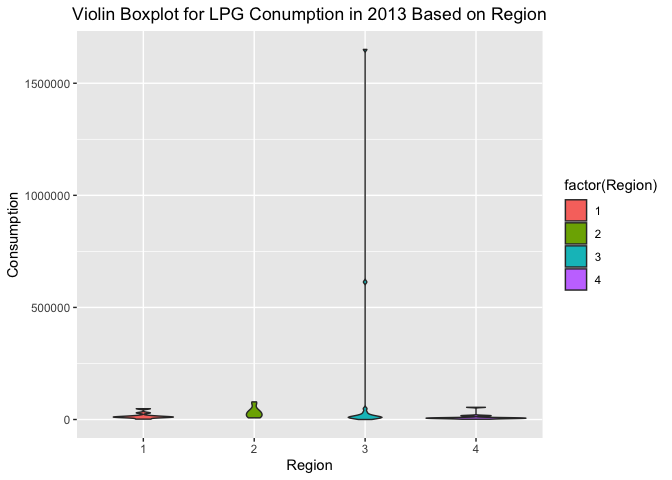 Violin Boxplot for LPG Conumption in 2013 Based on Region
1500000
1000000
500000
0
Consumption
1 2 3 4
Region
factor(Region)
1
2
3
4